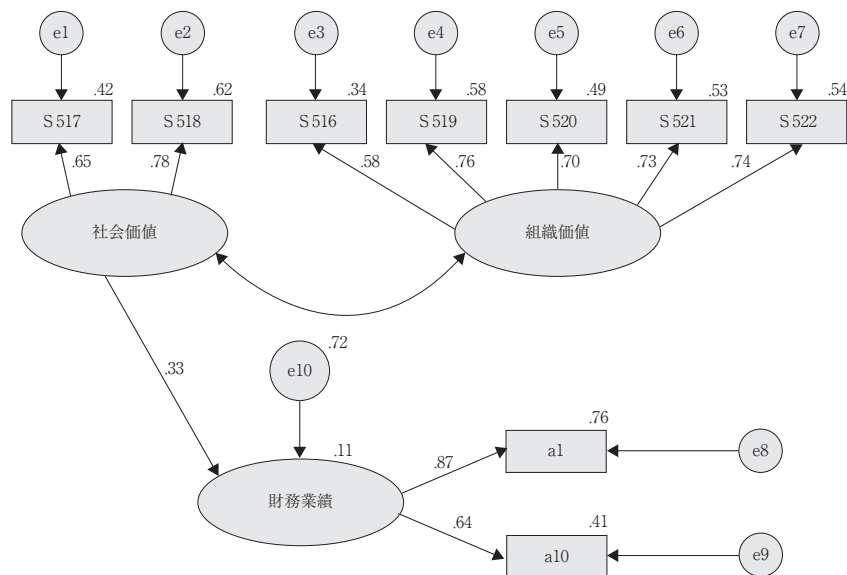 e1
e2
e3
e4
e5
e6
e7
.42
.62
.34
.58
.49
.53
.54
S517
S518
S516
S519
S520
S521
S522
.65
.78
.58
.76
.70
.73
.74
社会価値
組織価値
.72
.33
e10
.76
.11
.87
a1
e8
財務業績
.64
.41
a10
e9